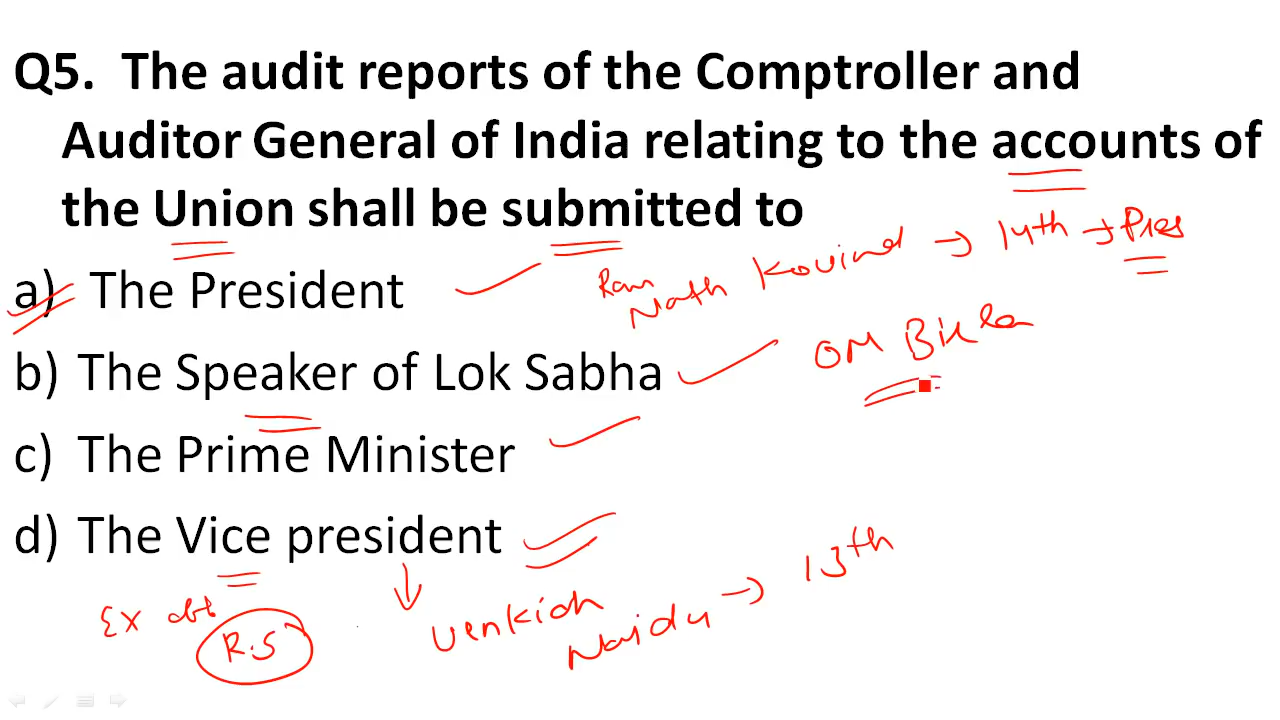 Q5. The audit reports of the Comptroller and
Auditor General of India relating to the accounts of
the Union shall be submitted to
a) The President
Ram
Nath Kovind → 14th → Pres
b) The Speaker of Lok Sabha
OM Birla
c) The Prime Minister
d) The Vice president
13th
Ex
R.S
Venkiah
Naidu →